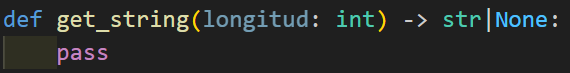 def get_string(longitud: int) -> str|None:
    pass